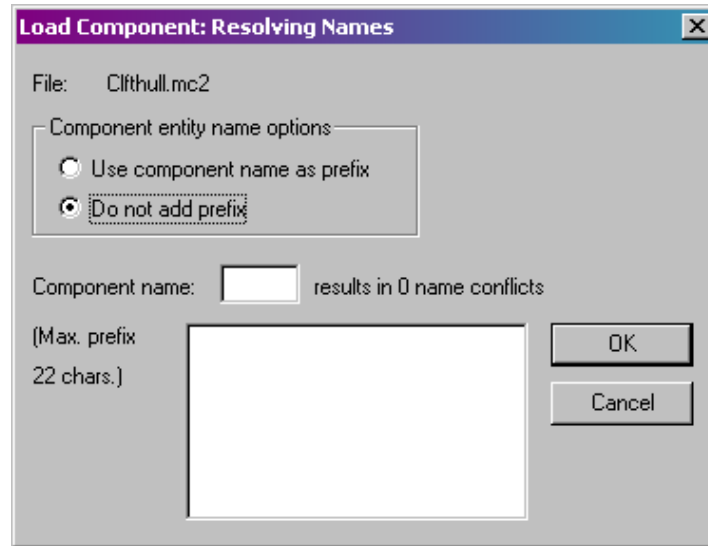 Load Component: Resolving Names
File: Clfthull.mc2
Component entity name options
Use component name as prefix
Do not add prefix
Component name: results in 0 name conflicts
(Max. prefix
22 chars.)
OK
Cancel